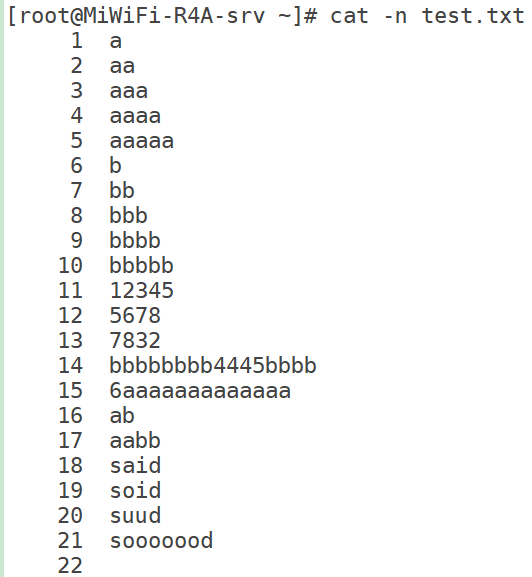 [root@MiWiFi-R4A-srv ~]# cat -n test.txt
1 a
2 aa
3 aaa
4 aaaa
5 aaaaa
6 b
7 bb
8 bbb
9 bbbb
10 bbbbb
11 12345
12 5678
13 7832
14 bbbbbbbb4445bbbb
15 6aaaaaaaaaaaaa
16 ab
17 aabb
18 said
19 soid
20 suud
21 sooooood
22